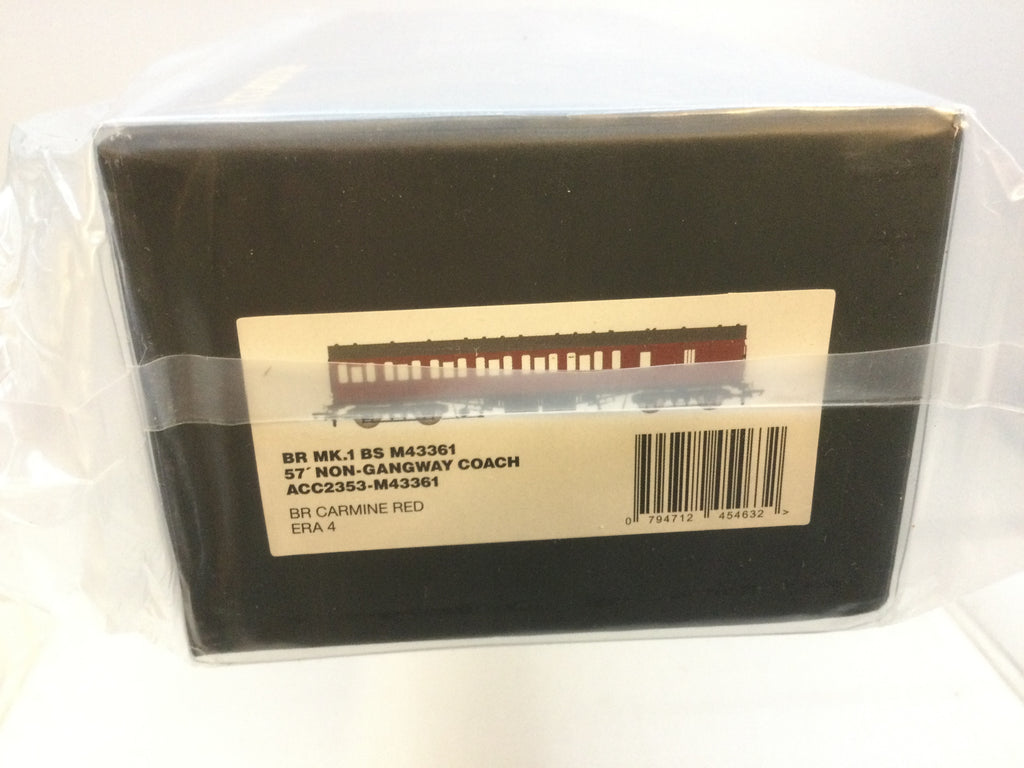 BR MK.1 BS M43361
57´ NON-GANGWAY COACH
ACC2353-M43361
BR CARMINE RED
ERA 4
0 794712 454632 >